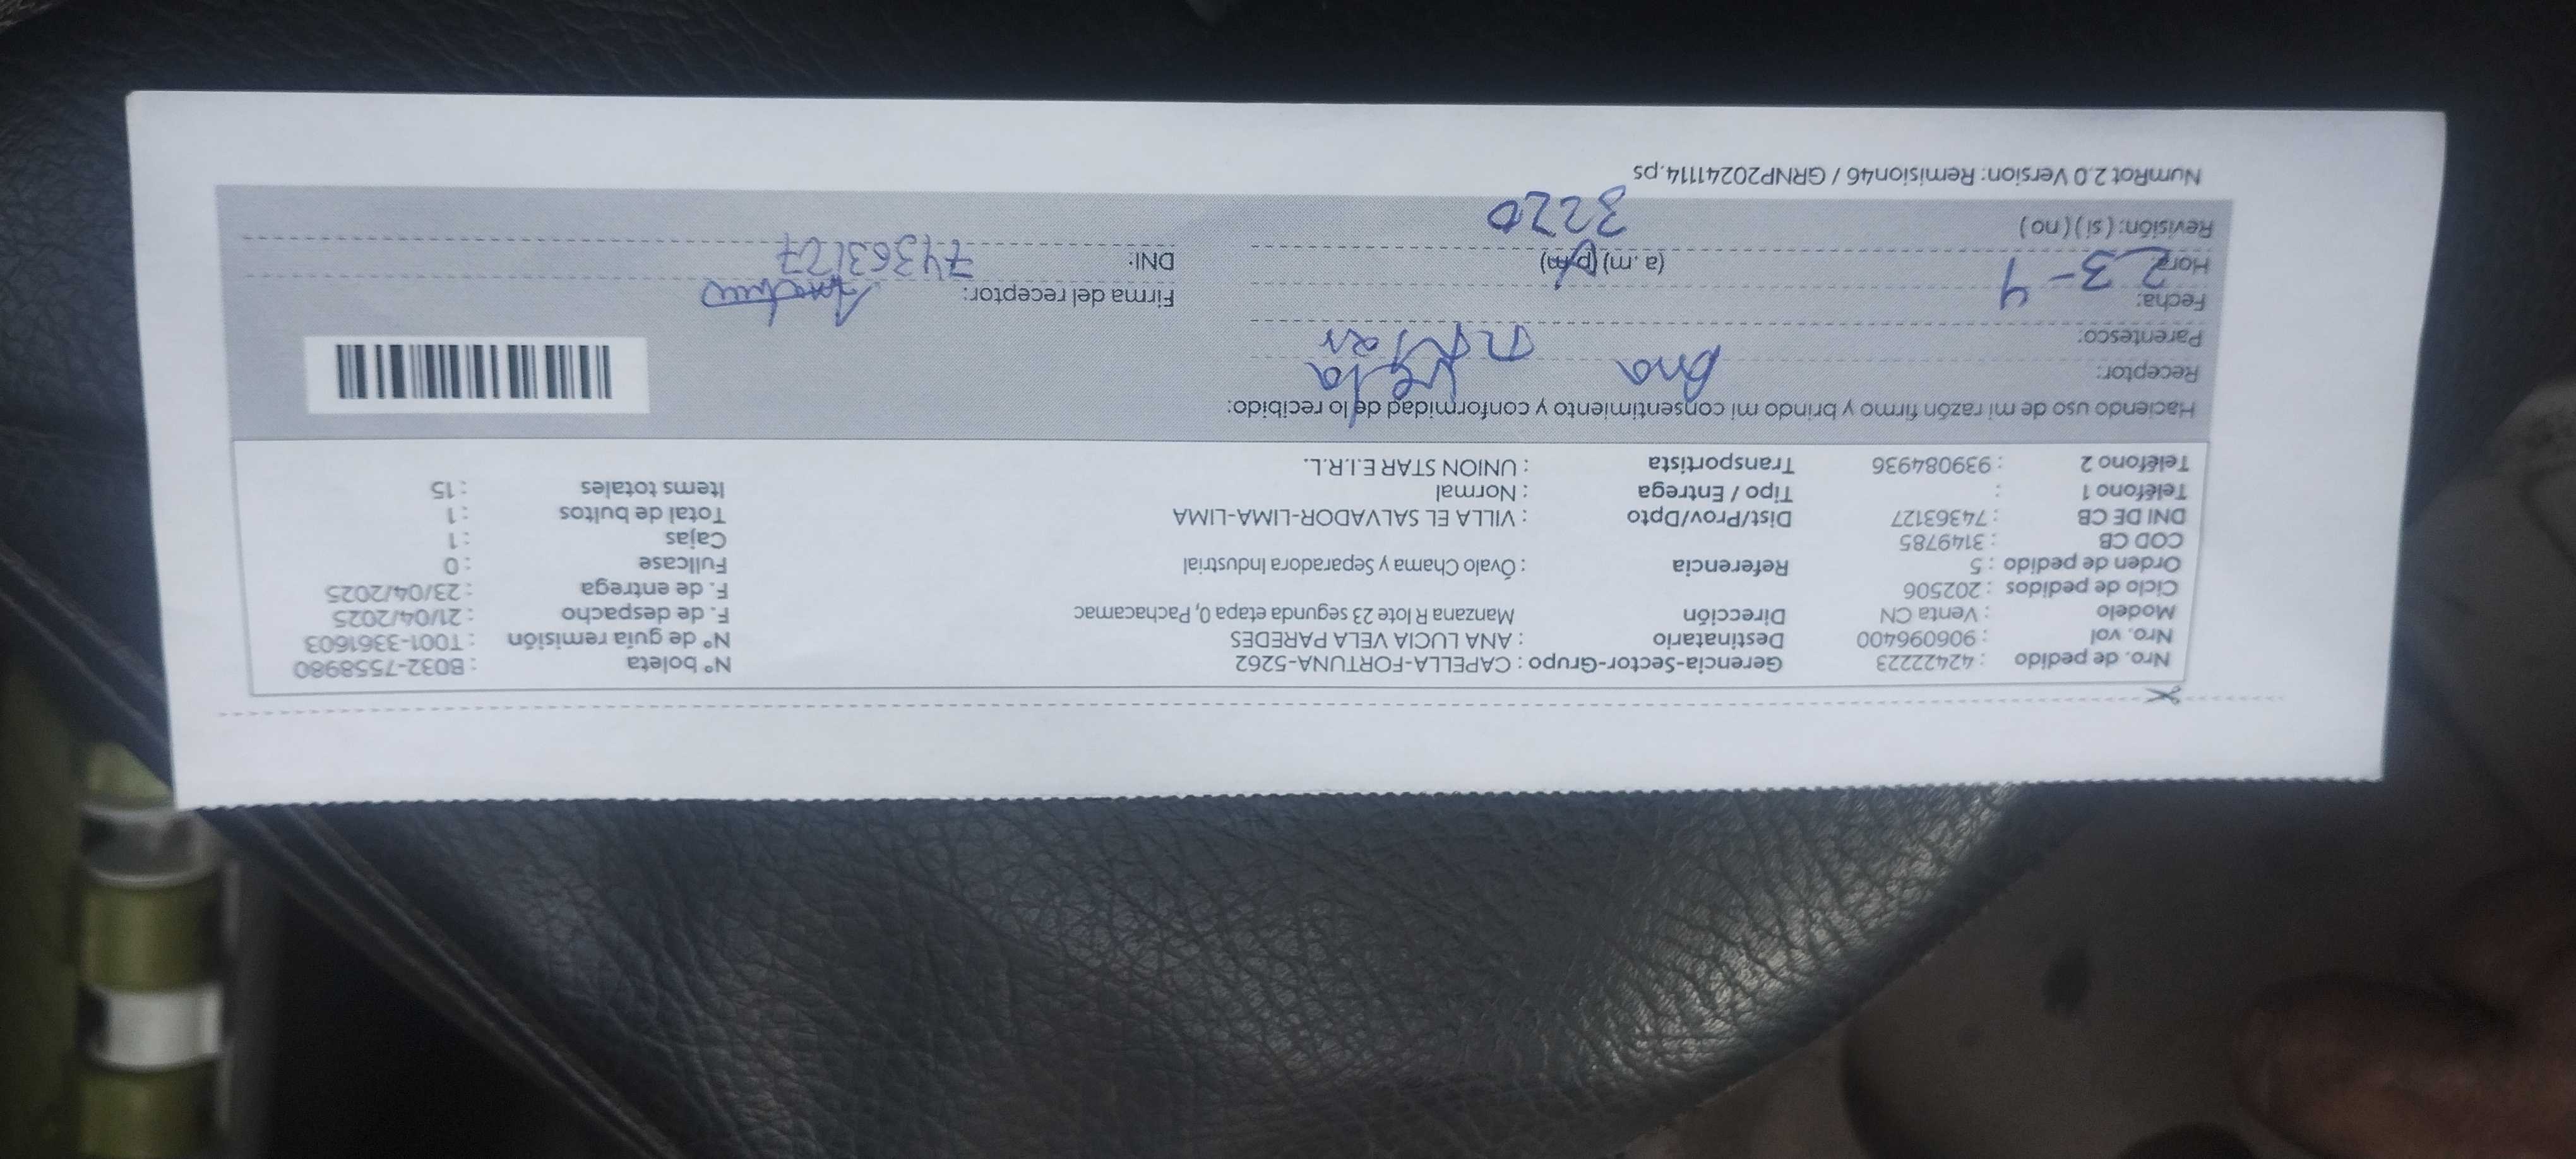 Nro. de pedido : 42422223 Gerencia-Sector-Grupo : CAPELLA-FORTUNA-5262 N° boleta : B032-7558980
Nro. vol : 906096400 Destinatario : ANA LUCIA VELA PAREDES N° de guía remisión : T001-3361603
Modelo : Venta CN Dirección Manzana R lote 23 segunda etapa 0, Pachacamac F. de despacho : 21/04/2025
Ciclo de pedidos : 202506 F. de entrega : 23/04/2025
Orden de pedido : 5 Referencia : Óvalo Chama y Separadora Industrial Fullcase : 0
COD CB : 3149785 Cajas : 1
DNI DE CB : 74363127 Dist/Prov/Dpto : VILLA EL SALVADOR-LIMA-LIMA Total de bultos : 1
Teléfono 1 : Tipo / Entrega : Normal Items totales : 15
Teléfono 2 : 939084936 Transportista : UNION STAR E.I.R.L.
Haciendo uso de mi razón firmo y brindo mi consentimiento y conformidad de lo recibido:
Receptor: Ana Vela
Parentesco:
Fecha: 23-4 Firma del receptor:
Hora: (a. m) (p.m) DNI: 74363127
Revisión: ( si ) ( no ) 3220
NumRot 2.0 Version: Remision46 / GRNP20241114.ps